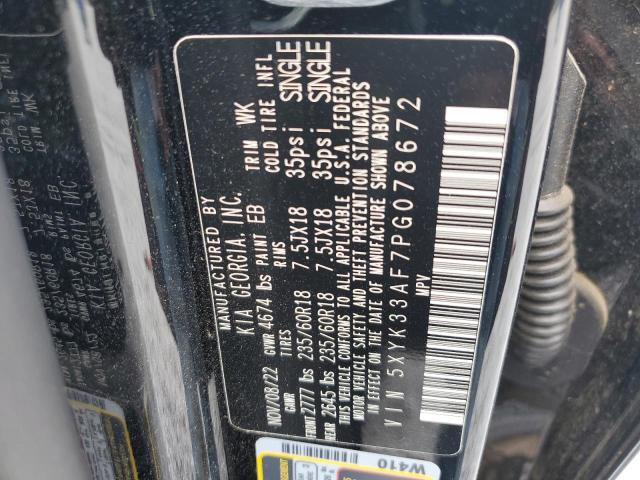 MANUFACTURED BY
KIA GEORGIA, INC.
NOV/08/22 GVWR 4674 lbs PAINT EB TRIM WK
GAWR TIRES RIMS COLD TIRE INFL
FRONT 2777 lbs 235/60R18 7.5JX18 35psi SINGLE
REAR 2645 lbs 235/60R18 7.5JX18 35psi SINGLE
THIS VEHICLE CONFORMS TO ALL APPLICABLE U.S.A. FEDERAL
MOTOR VEHICLE SAFETY AND THEFT PREVENTION STANDARDS
IN EFFECT ON THE DATE OF MANUFACTURE SHOWN ABOVE
VIN 5XYK33AF7PG078672
MPV
W410